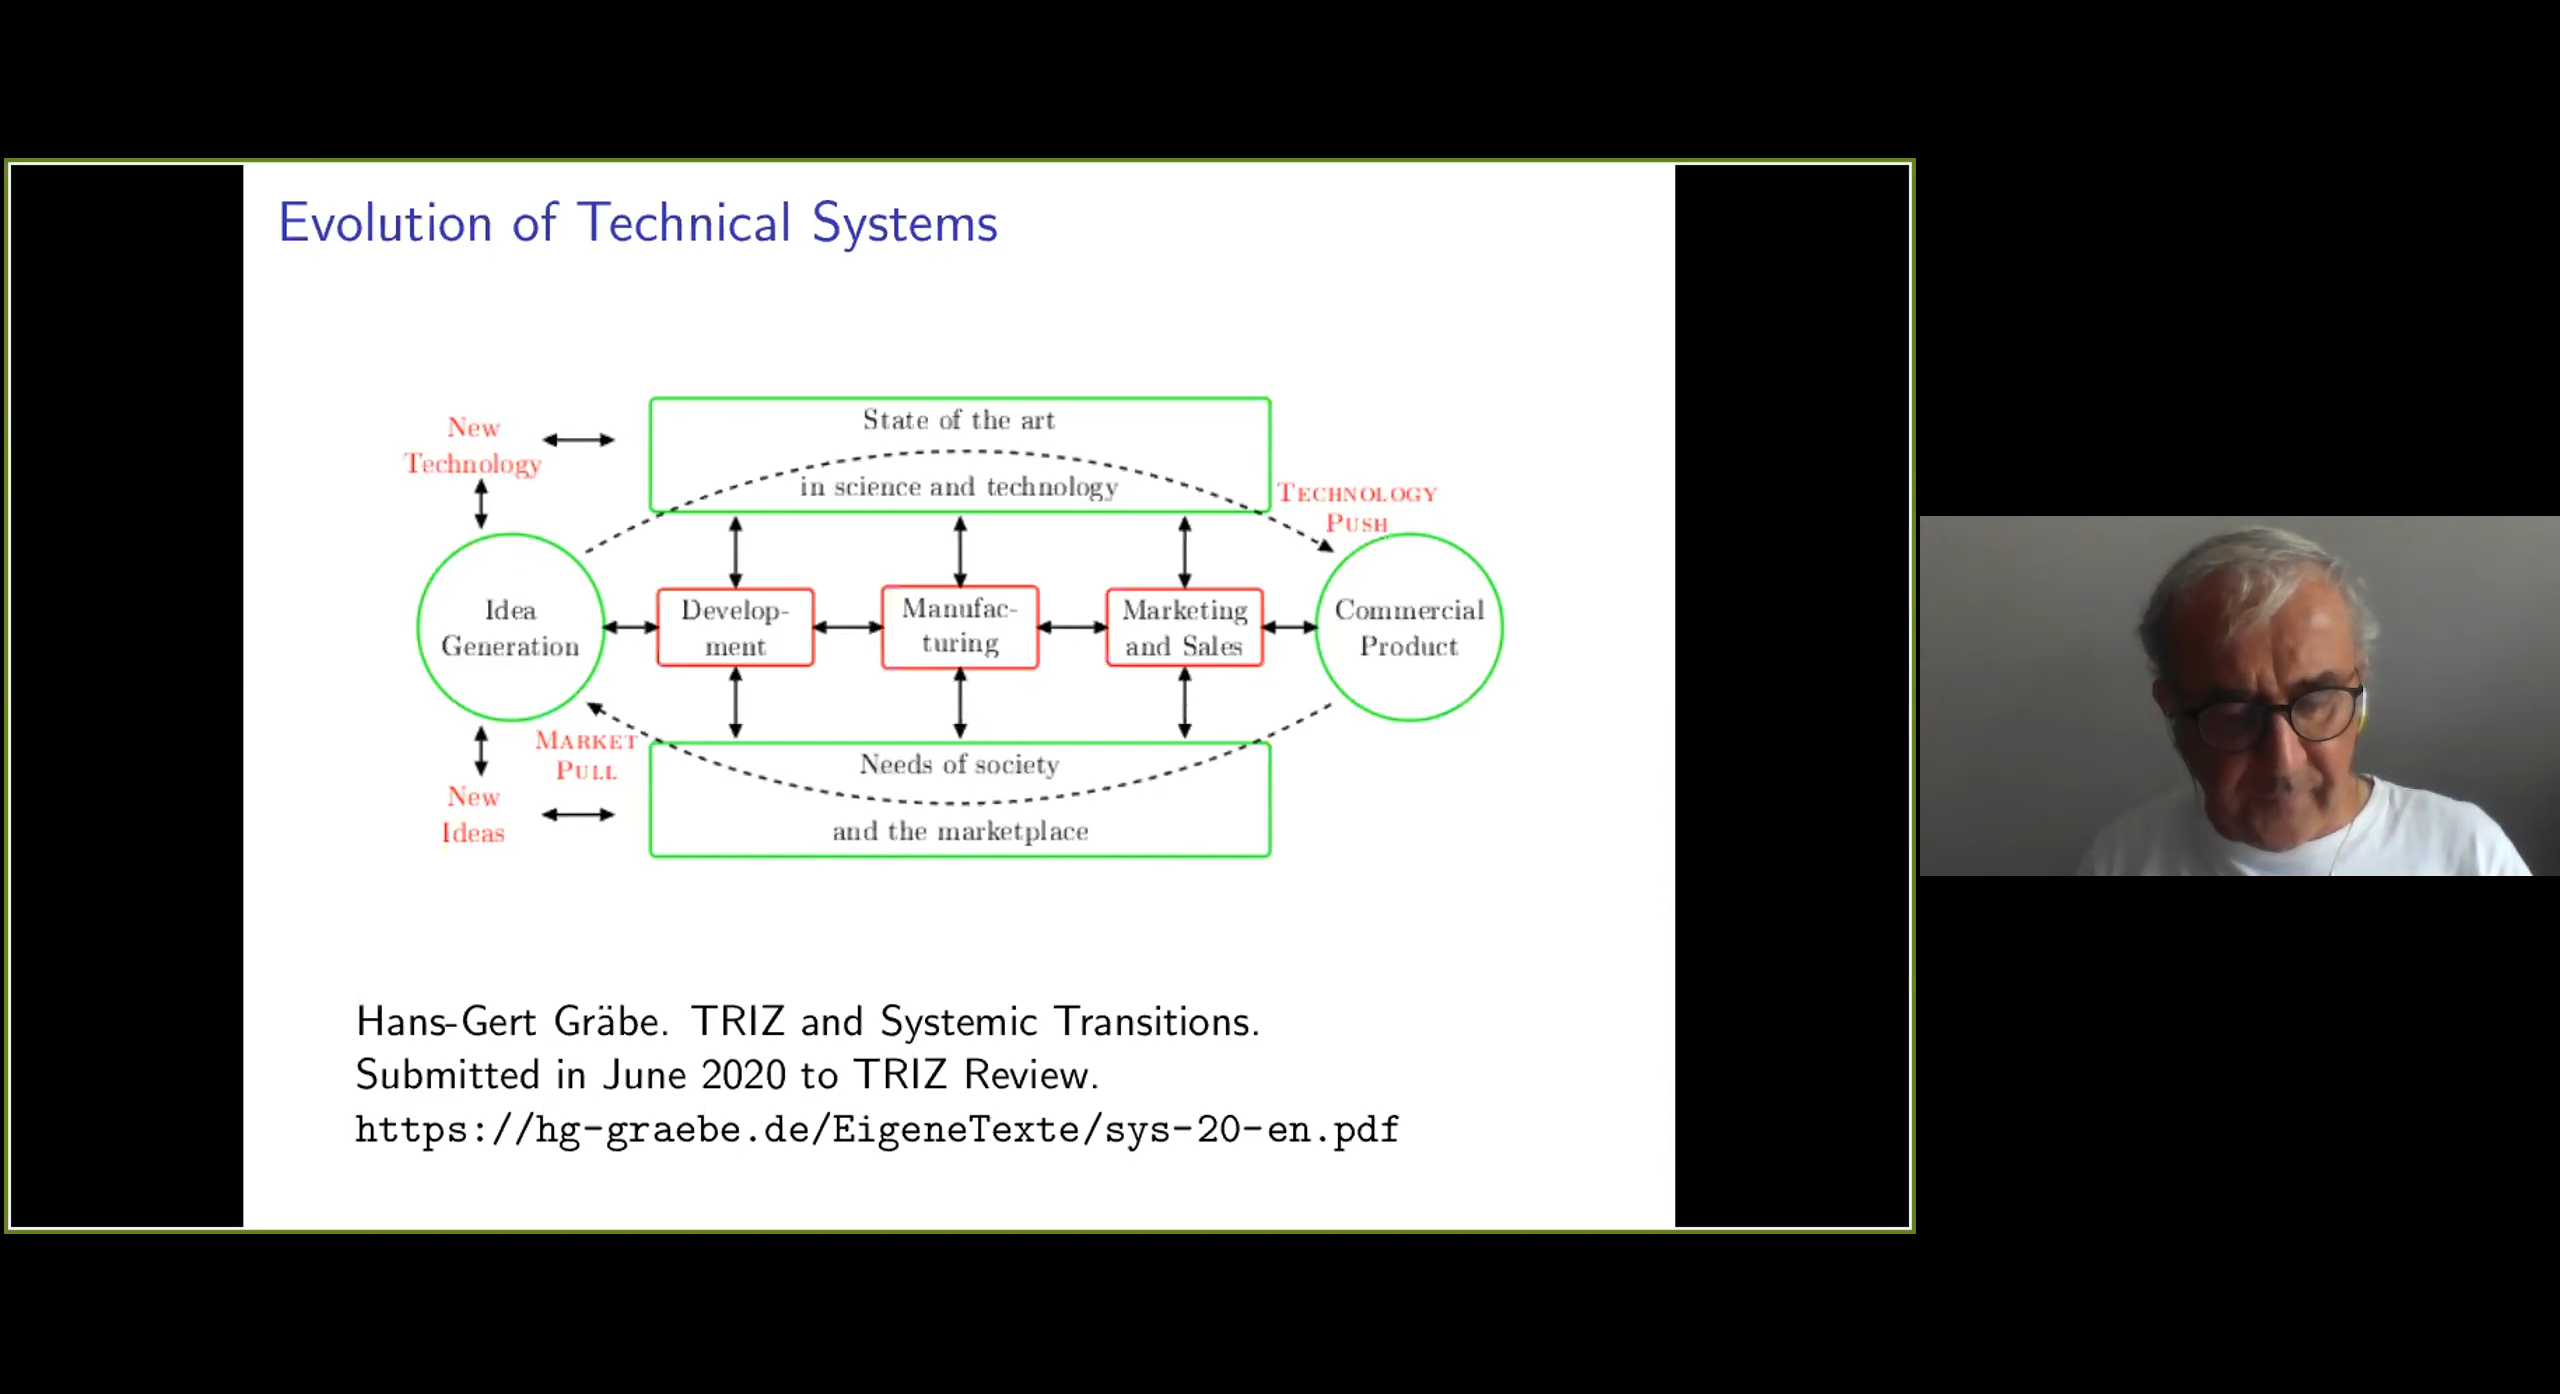 Evolution of Technical Systems
New
Technology
State of the art
in science and technology
TECHNOLOGY
PUSH
Idea
Generation
Develop-
ment
Manufac-
turing
Marketing
and Sales
Commercial
Product
MARKET
PULL
New
Ideas
Needs of society
and the marketplace
Hans-Gert Gräbe. TRIZ and Systemic Transitions.
Submitted in June 2020 to TRIZ Review.
https://hg-graebe.de/EigeneTexte/sys-20-en.pdf